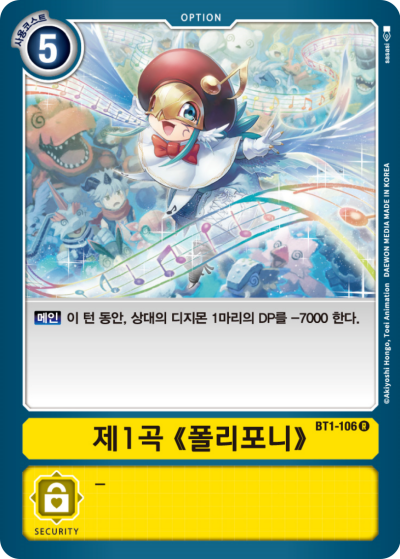 OPTION
사용코스트
5
sasasi
[메인] 이 턴 동안, 상대의 디지몬 1마리의 DP를 -7000 한다.
©Akiyoshi Hongo, Toei Animation DAEWON MEDIA MADE IN KOREA
BT1-106 R
제1곡 《폴리포니》
-
SECURITY